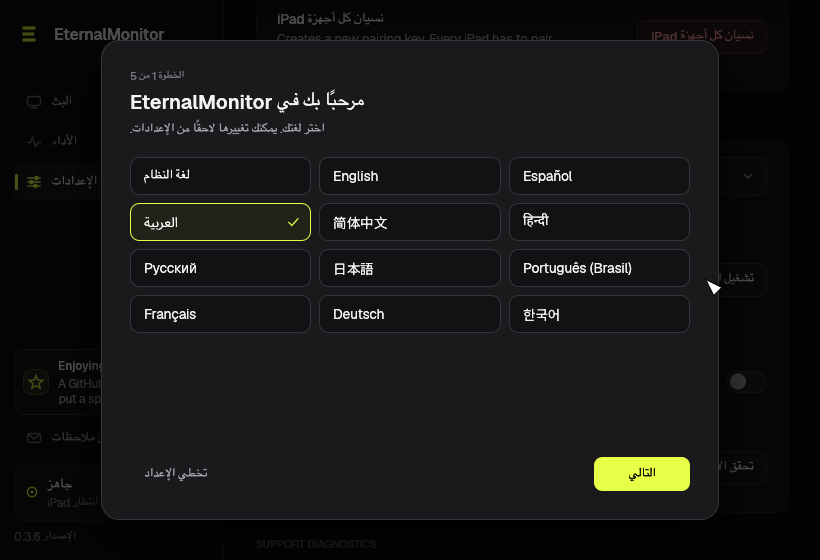 EternalMonitor
البث
الأداء
الإعدادات
نسيان كل أجهزة iPad
Creates a new pairing key. Every iPad has to pair
نسيان كل أجهزة iPad
الخطوة 1 من 5
مرحبًا بك في EternalMonitor
اختر لغتك. يمكنك تغييرها لاحقًا من الإعدادات.
لغة النظام
English
Español
العربية
简体中文
हिन्दी
Русский
日本語
Português (Brasil)
Français
Deutsch
한국어
تخطي الإعداد
التالي
تشغيل
تحقق
Enjoying
A GitHub
put a sp
ملاحظات
جاهز
انتظار iPad
الإصدار 0.3.6
SUPPORT DIAGNOSTICS